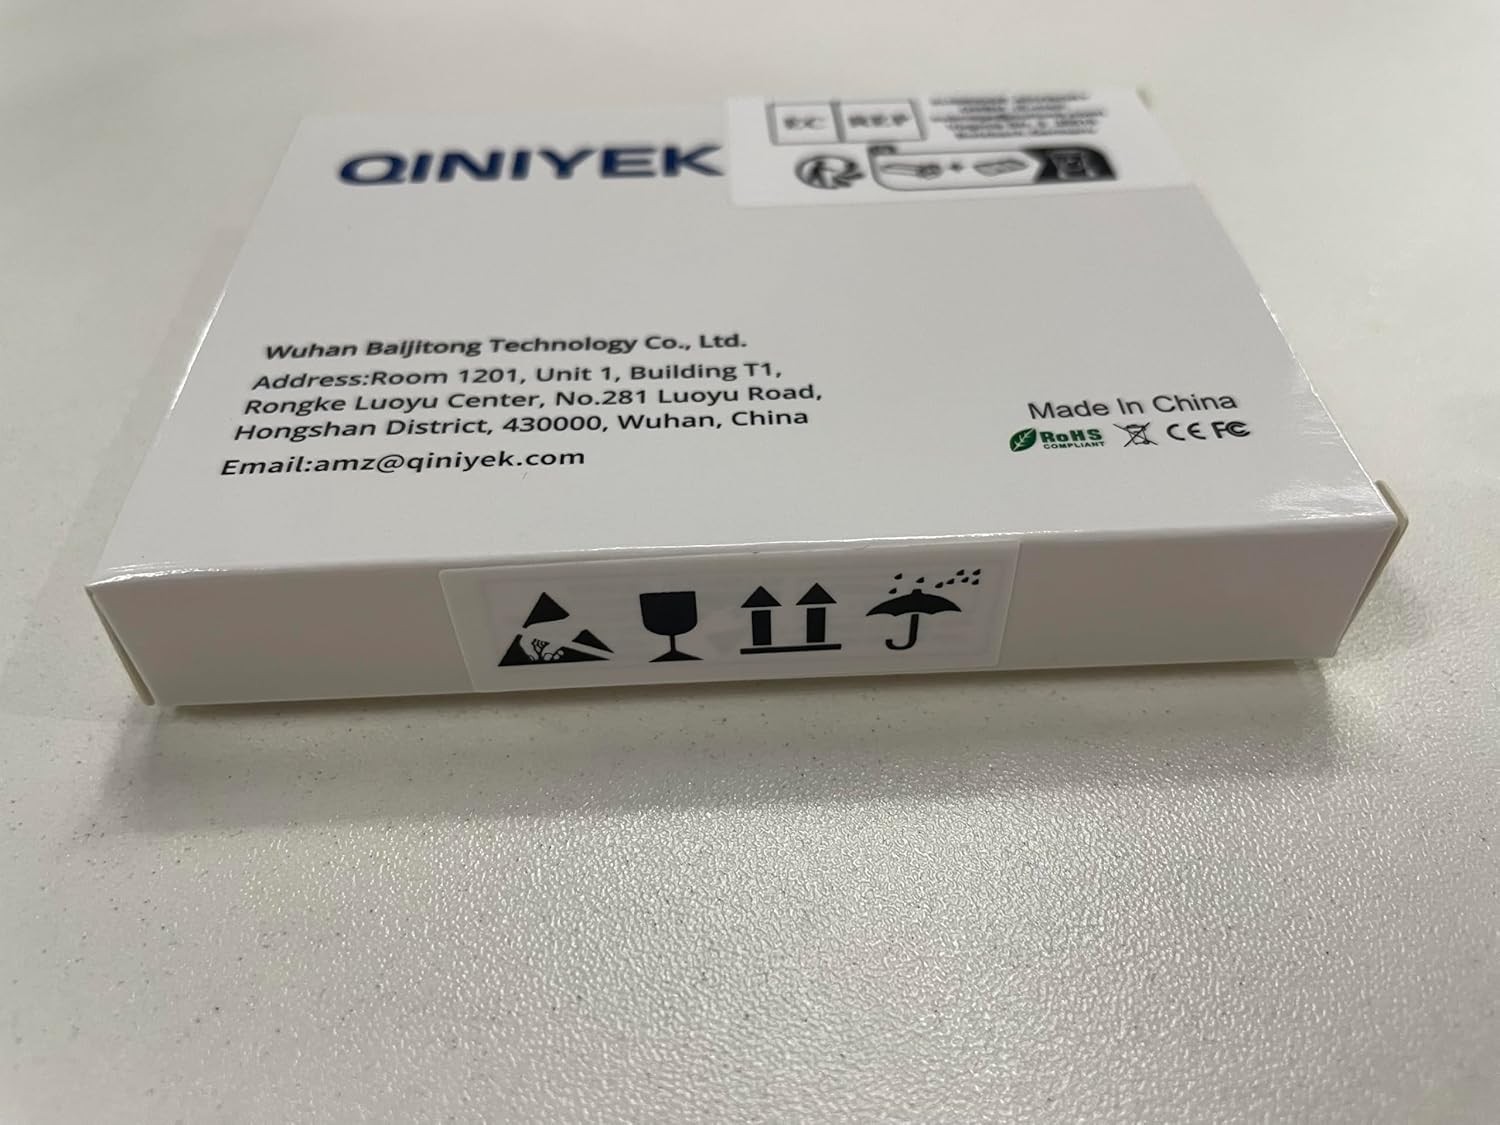 QINIYEK
EC REP
Wuhan Baijitong Technology Co., Ltd.
Address:Room 1201, Unit 1, Building T1,
Rongke Luoyu Center, No.281 Luoyu Road,
Hongshan District, 430000, Wuhan, China
Email:amz@qiniyek.com
Made In China
RoHS
COMPLIANT
CE FC